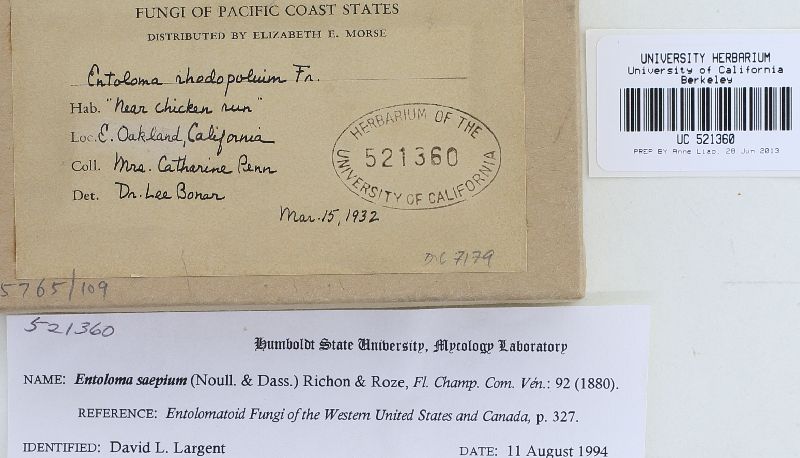 FUNGI OF PACIFIC COAST STATES
DISTRIBUTED BY ELIZABETH E. MORSE
Entoloma rhodopolium Fr.
Hab. "Near chicken run"
Loc. E. Oakland, California
Coll. Mrs. Catharine Penn
Det. Dr. Lee Bonar
Mar. 15, 1932
HERBARIUM OF THE
521360
UNIVERSITY OF CALIFORNIA
7179
5765/109
UNIVERSITY HERBARIUM
University of California
Berkeley
UC 521360
PREP BY Anne Liao, 28 Jun 2013
521360
Humboldt State University, Mycology Laboratory
NAME: Entoloma saepium (Noull. & Dass.) Richon & Roze, Fl. Champ. Com. Vén.: 92 (1880).
REFERENCE: Entolomatoid Fungi of the Western United States and Canada, p. 327.
IDENTIFIED: David L. Largent
DATE: 11 August 1994